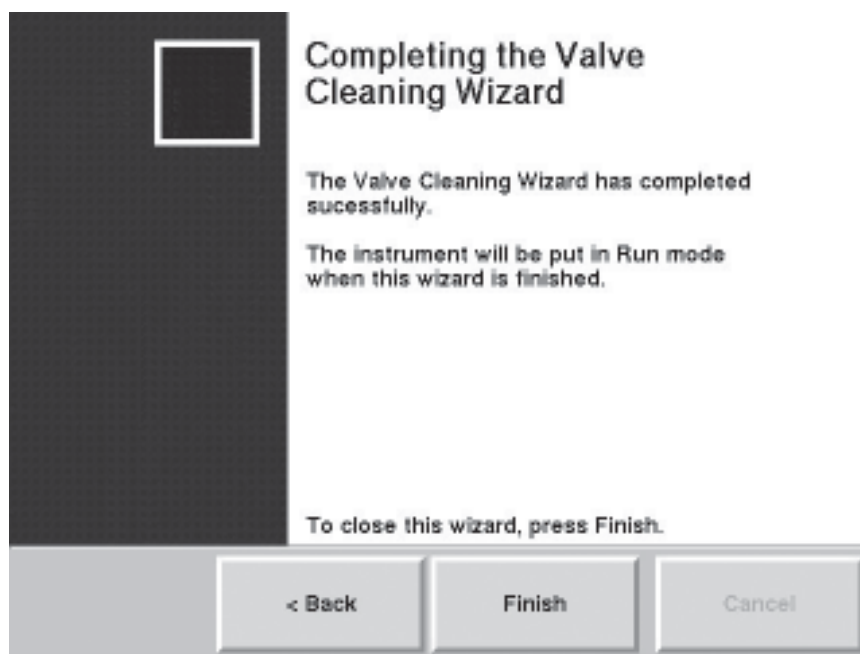 Completing the Valve
Cleaning Wizard
The Valve Cleaning Wizard has completed
sucessfully.
The instrument will be put in Run mode
when this wizard is finished.
To close this wizard, press Finish.
< Back
Finish
Cancel